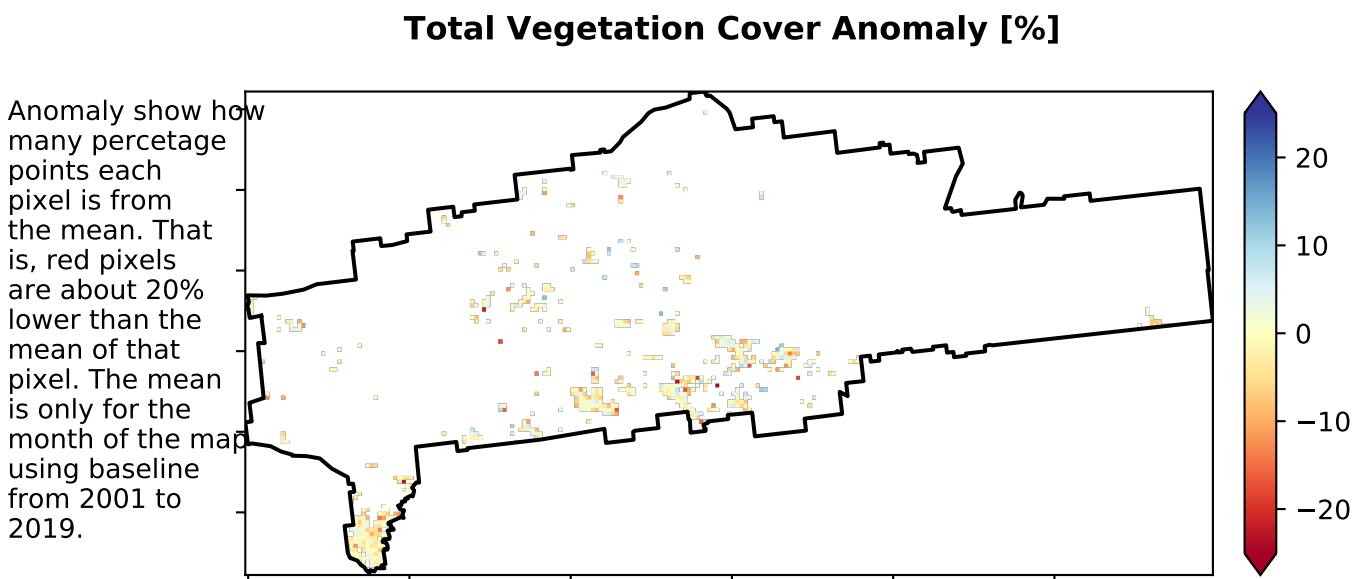 Total Vegetation Cover Anomaly [%]
Anomaly show how
many percetage
points each
pixel is from
the mean. That
is, red pixels
are about 20%
lower than the
mean of that
pixel. The mean
is only for the
month of the map
using baseline
from 2001 to
2019.
20
10
0
−10
−20